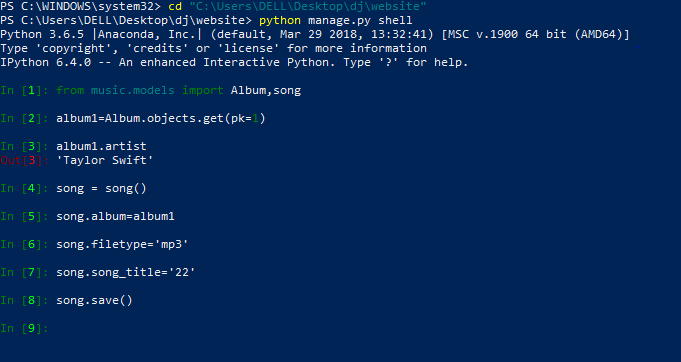 PS C:\WINDOWS\system32> cd "C:\Users\DELL\Desktop\dj\website"
PS C:\Users\DELL\Desktop\dj\website> python manage.py shell
Python 3.6.5 |Anaconda, Inc.| (default, Mar 29 2018, 13:32:41) [MSC v.1900 64 bit (AMD64)]
Type 'copyright', 'credits' or 'license' for more information
IPython 6.4.0 -- An enhanced Interactive Python. Type '?' for help.
In [1]: from music.models import Album,song
In [2]: album1=Album.objects.get(pk=1)
In [3]: album1.artist
Out[3]: 'Taylor Swift'
In [4]: song = song()
In [5]: song.album=album1
In [6]: song.filetype='mp3'
In [7]: song.song_title='22'
In [8]: song.save()
In [9]: